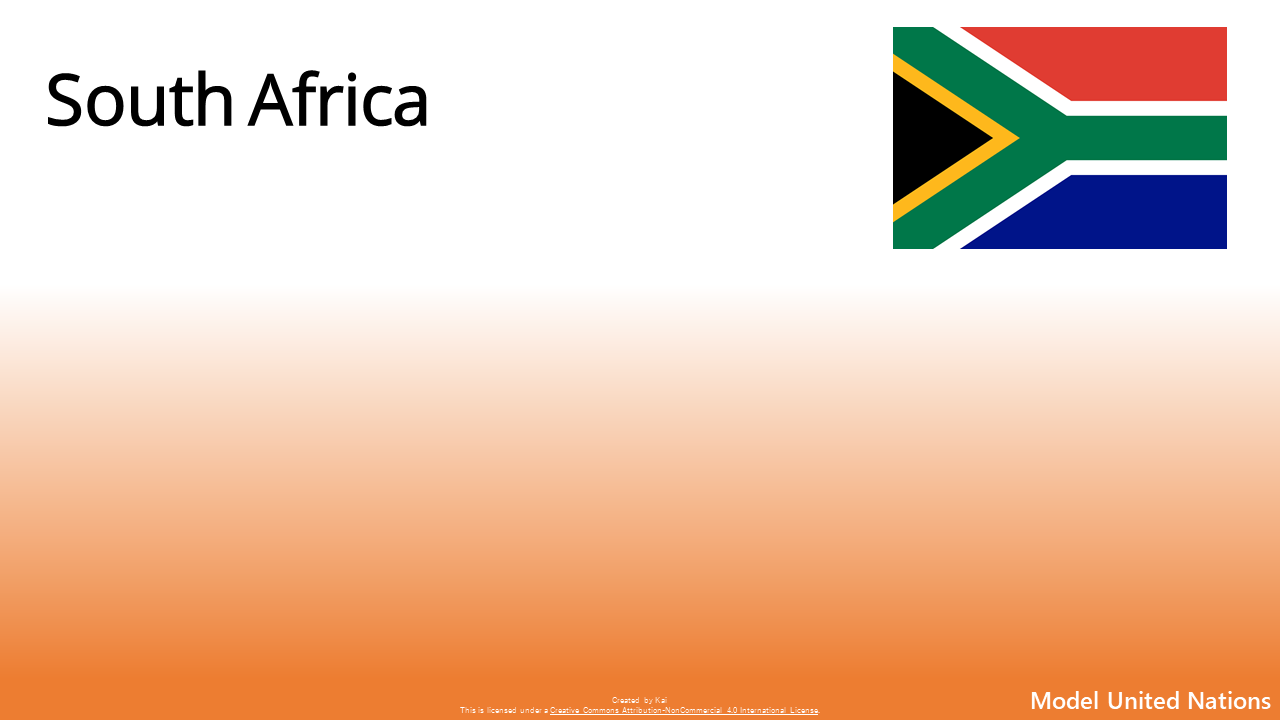 South Africa
Created by Kai
This is licensed under a Creative Commons Attribution-NonCommercial 4.0 International License.
Model United Nations